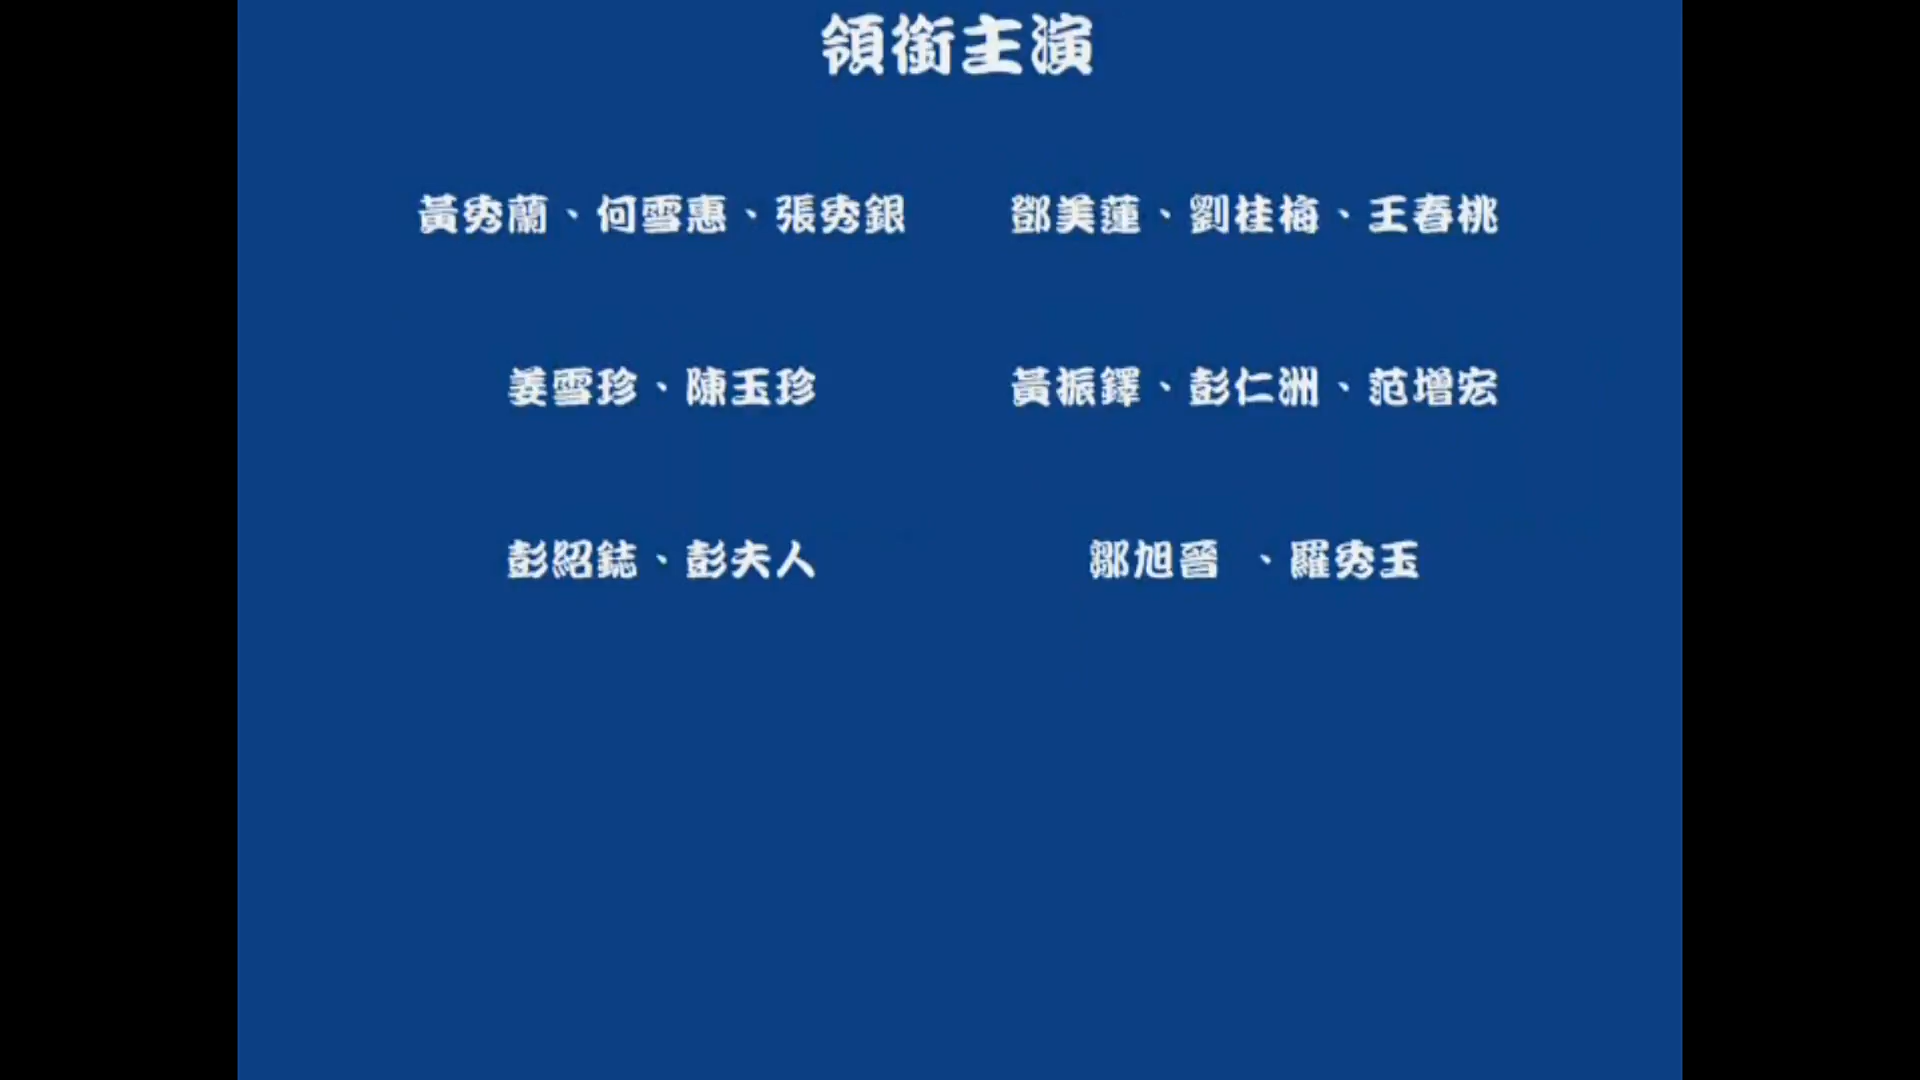 領銜主演
黃秀蘭、何雪惠、張秀銀 鄧美蓮、劉桂梅、王春桃
姜雪珍、陳玉珍 黃振鐸、彭仁洲、范增宏
彭紹鋕、彭夫人 鄒旭晉 、羅秀玉